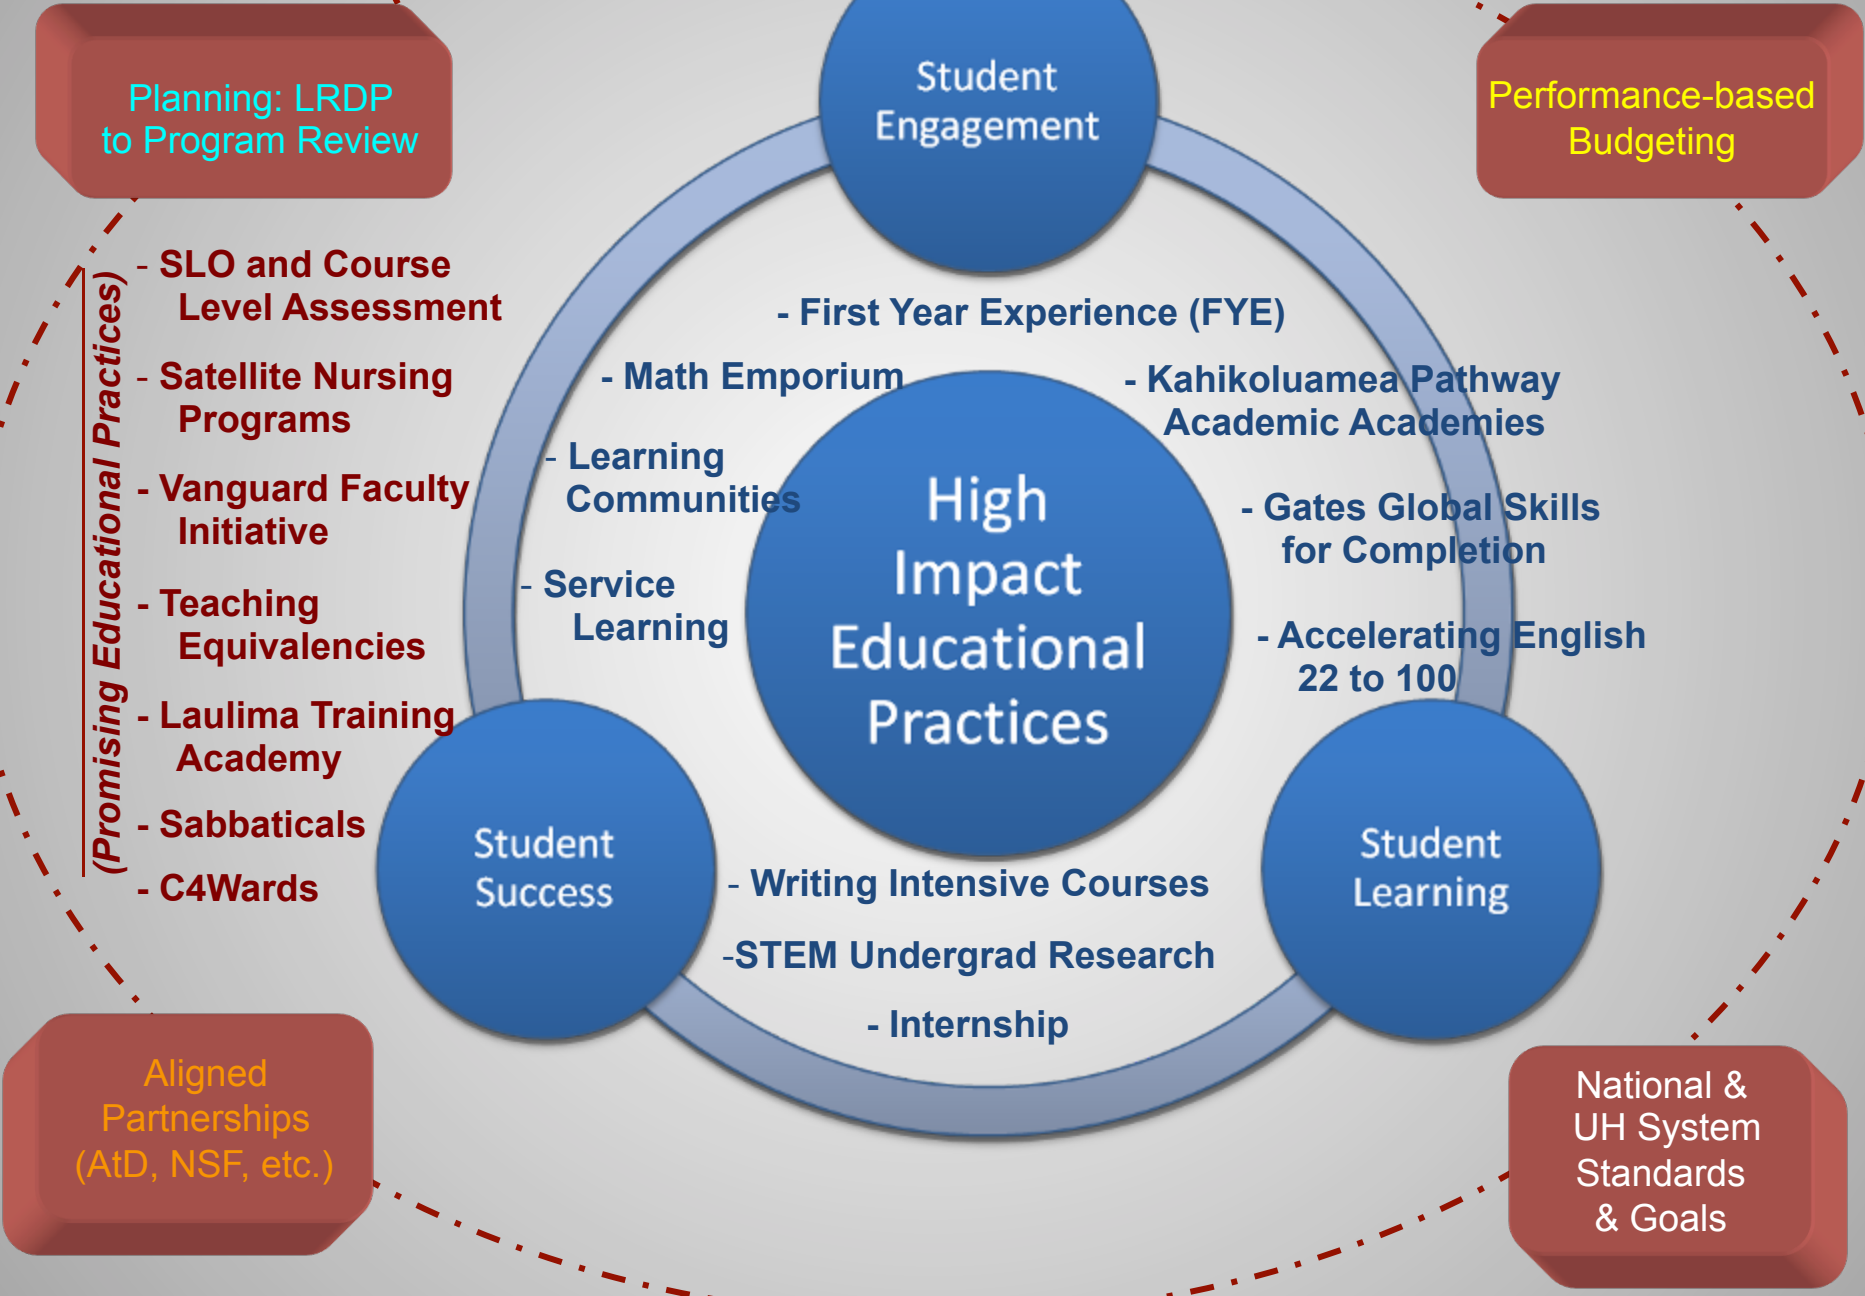 Planning: LRDP
to Program Review
Student
Engagement
Performance-based
Budgeting
(Promising Educational Practices)
- SLO and Course
Level Assessment
- Satellite Nursing
Programs
- Vanguard Faculty
Initiative
- Teaching
Equivalencies
- Laulima Training
Academy
- Sabbaticals
- C4Wards
- First Year Experience (FYE)
- Math Emporium
- Learning
Communities
- Service
Learning
High
Impact
Educational
Practices
- Kahikoluamea Pathway
Academic Academies
- Gates Global Skills
for Completion
- Accelerating English
22 to 100
Student
Success
- Writing Intensive Courses
-STEM Undergrad Research
- Internship
Student
Learning
Aligned
Partnerships
(AtD, NSF, etc.)
National &
UH System
Standards
& Goals